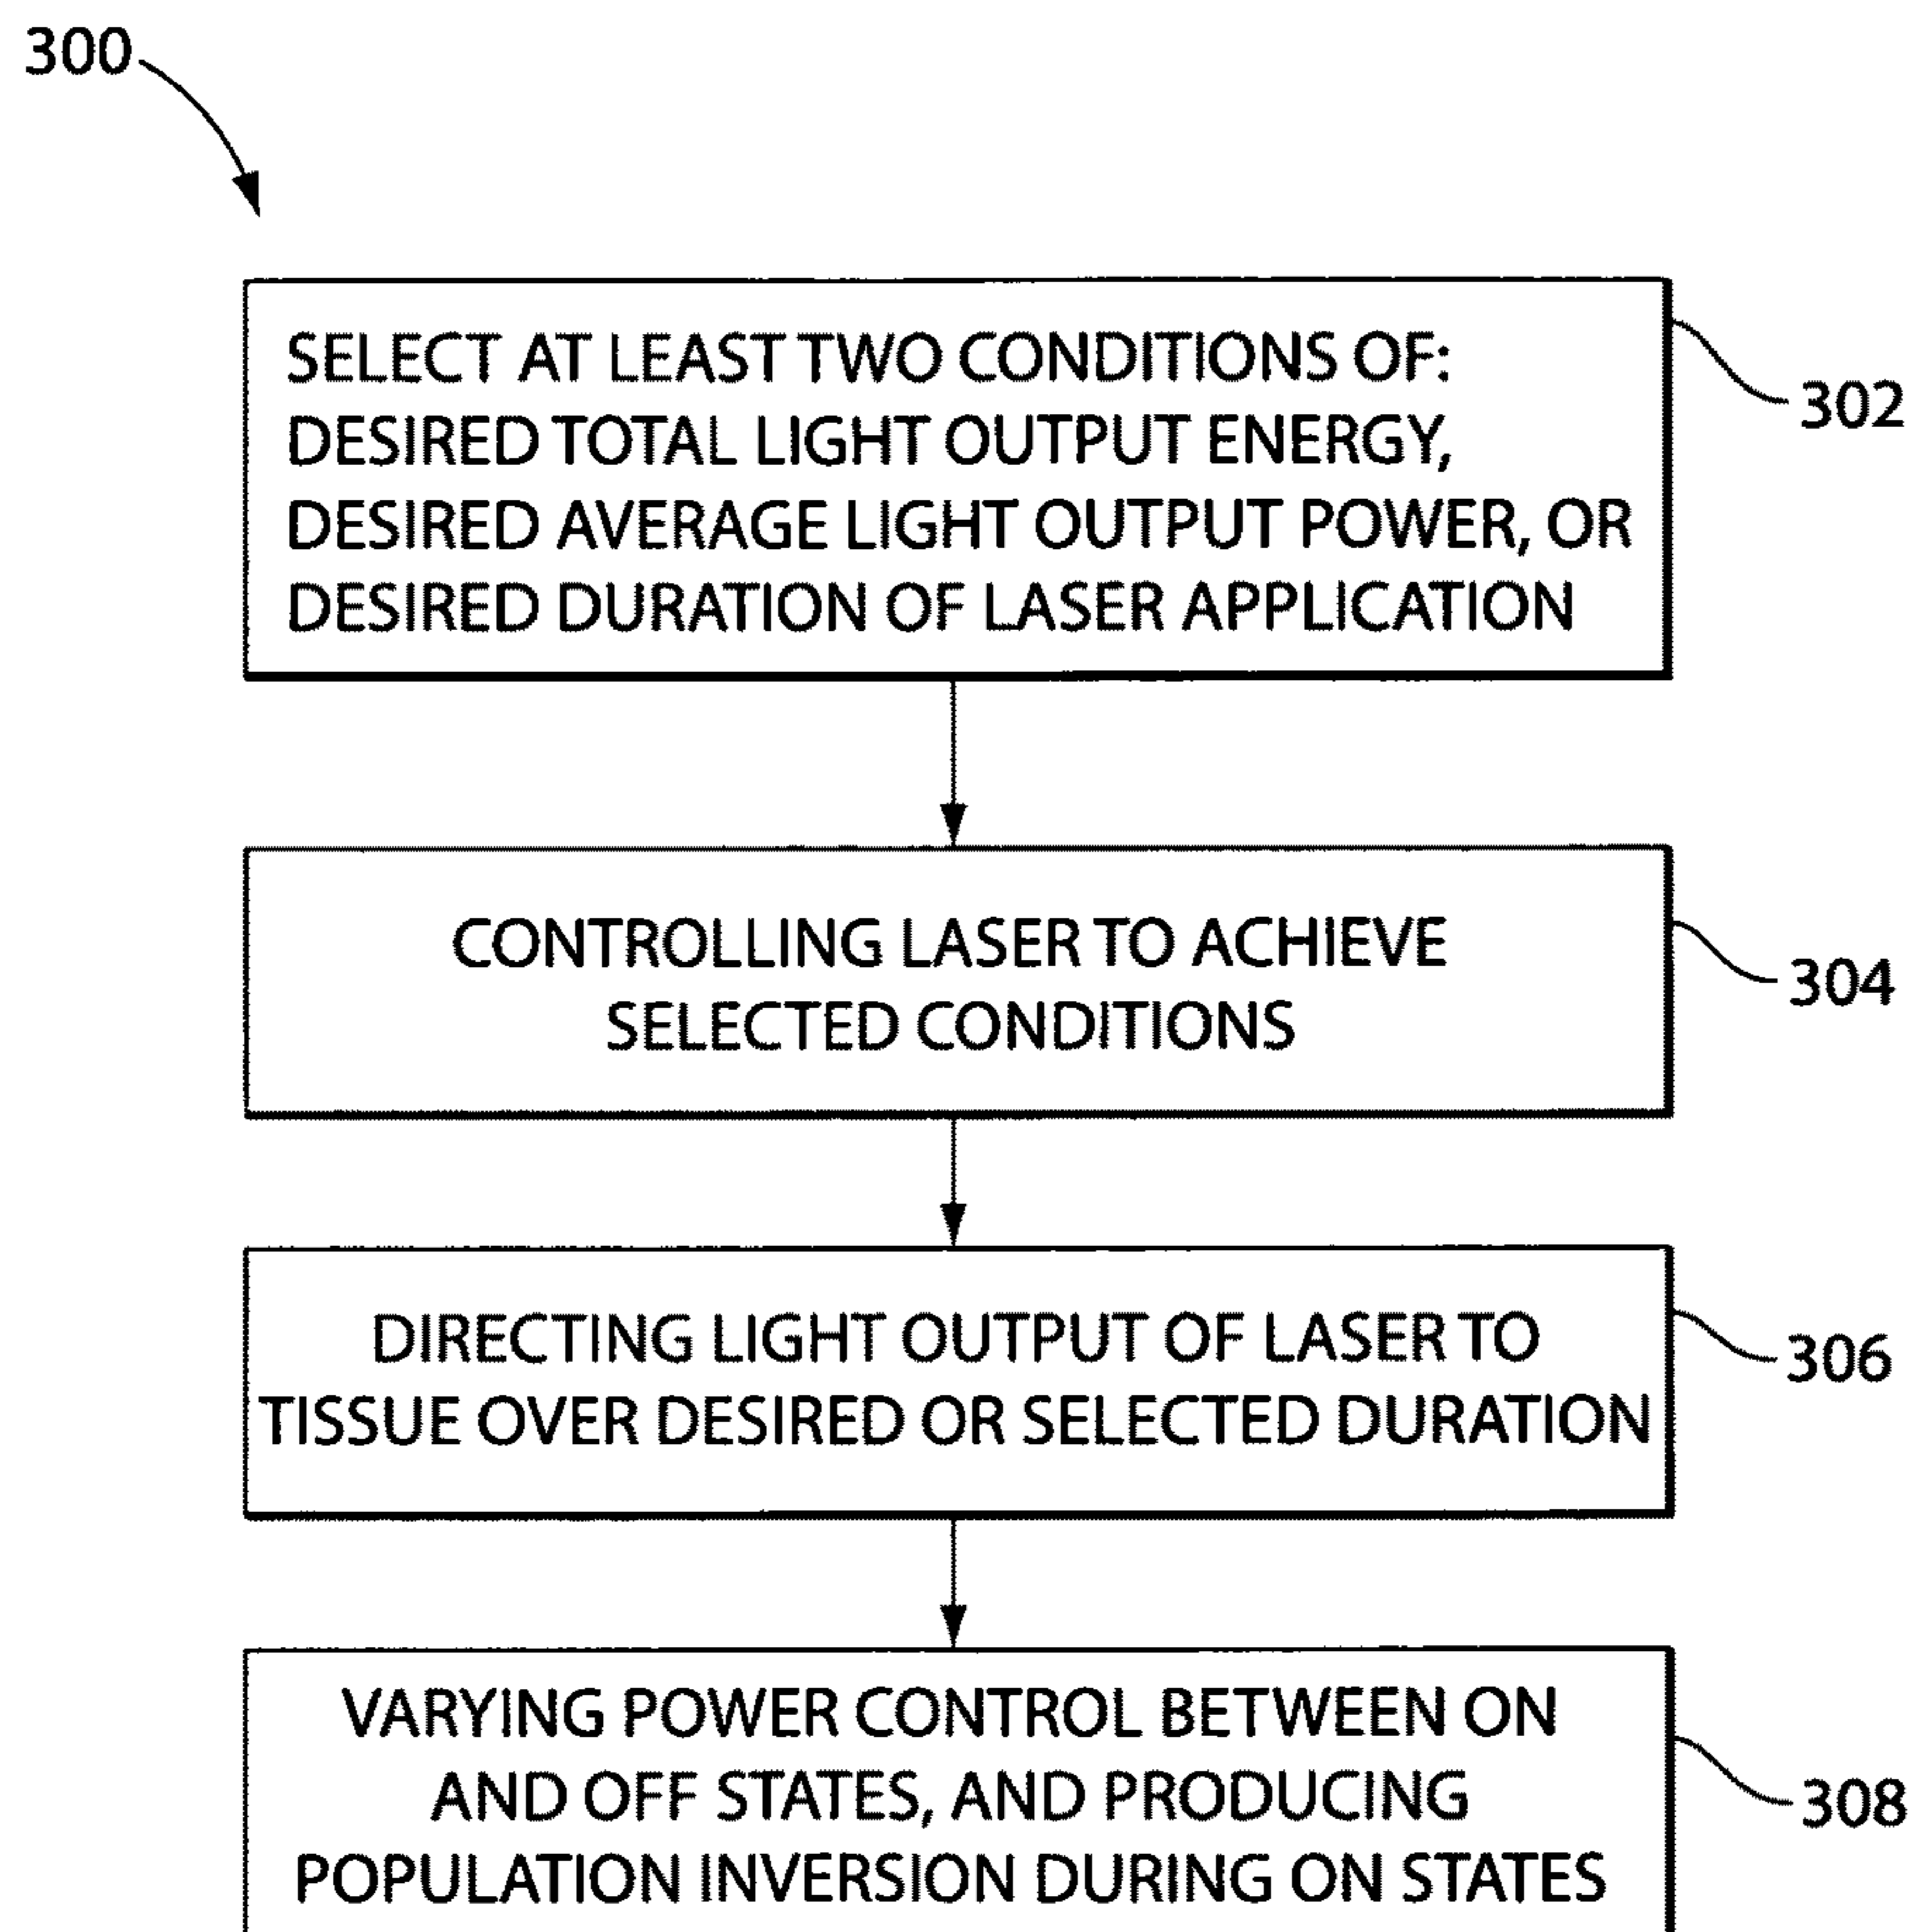 300
SELECT AT LEAST TWO CONDITIONS OF:
DESIRED TOTAL LIGHT OUTPUT ENERGY,
DESIRED AVERAGE LIGHT OUTPUT POWER, OR
DESIRED DURATION OF LASER APPLICATION
302
CONTROLLING LASER TO ACHIEVE
SELECTED CONDITIONS
304
DIRECTING LIGHT OUTPUT OF LASER TO
TISSUE OVER DESIRED OR SELECTED DURATION
306
VARYING POWER CONTROL BETWEEN ON
AND OFF STATES, AND PRODUCING
POPULATION INVERSION DURING ON STATES
308